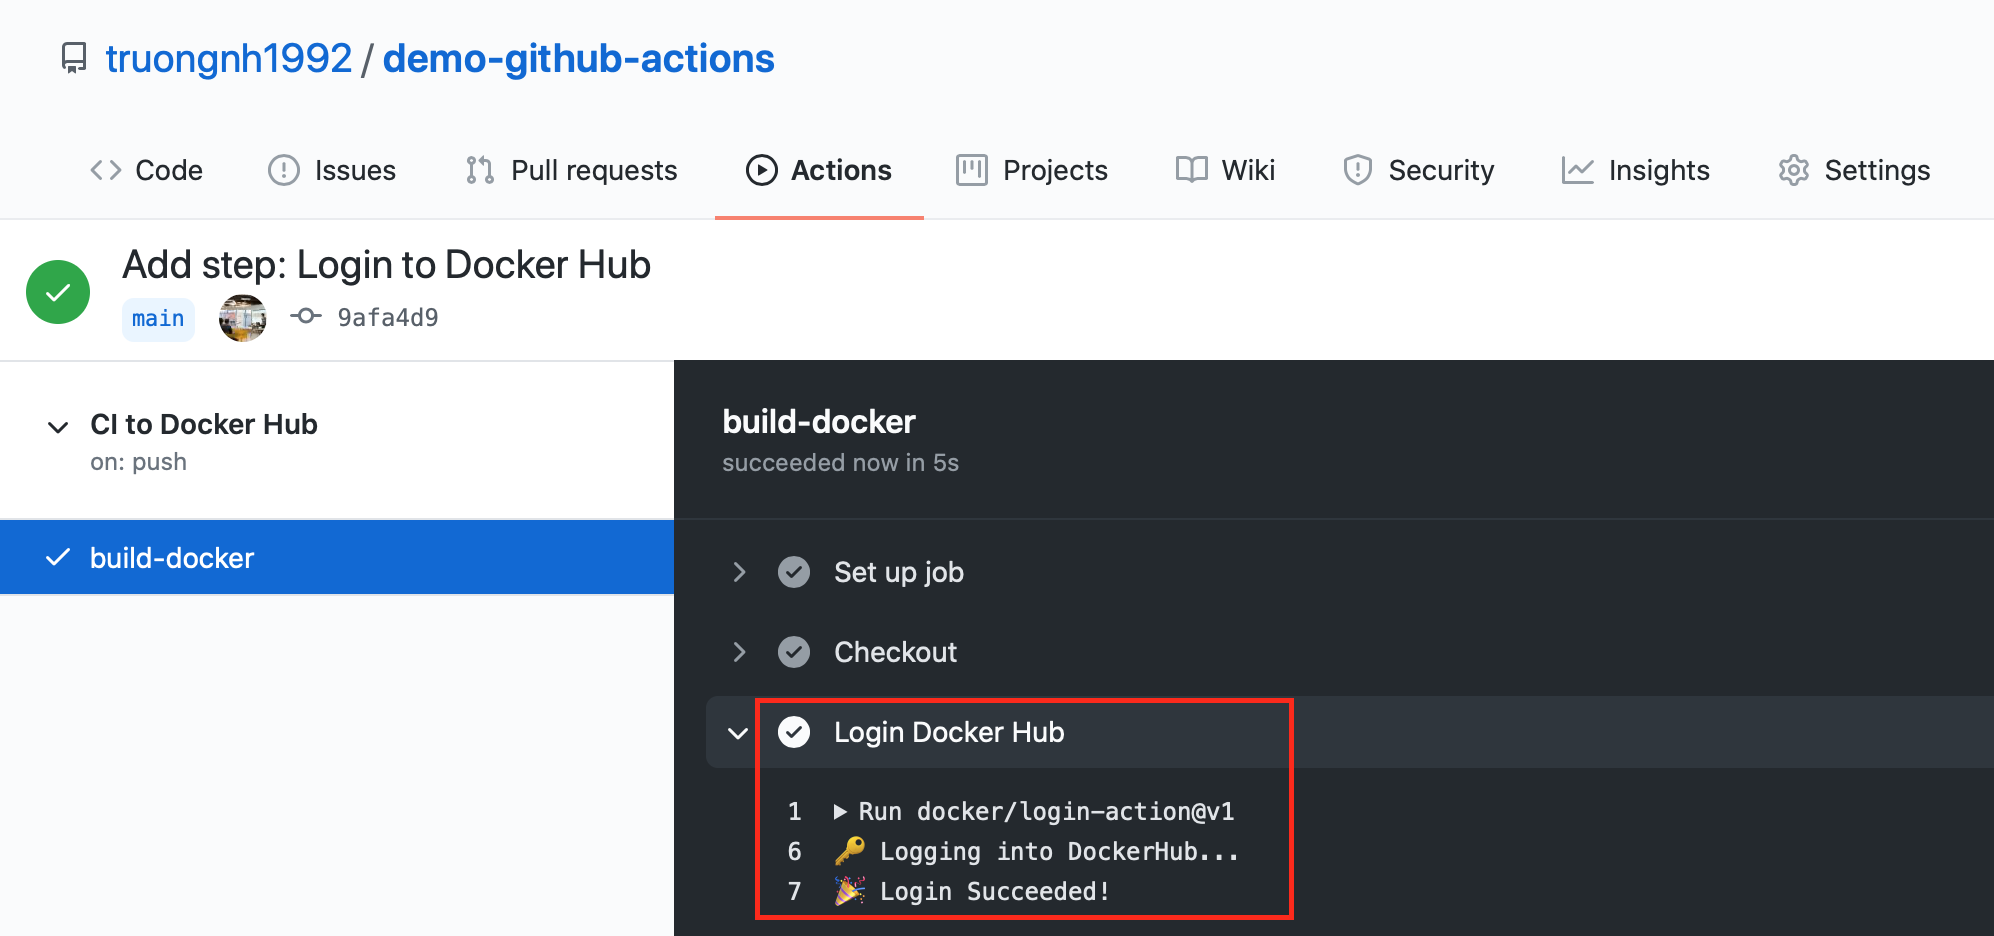 truongnh1992 / demo-github-actions
Code Issues Pull requests Actions Projects Wiki Security Insights Settings
Add step: Login to Docker Hub
main 9afa4d9
CI to Docker Hub
on: push
build-docker
build-docker
succeeded now in 5s
Set up job
Checkout
Login Docker Hub
1 ▶ Run docker/login-action@v1
6 🔑 Logging into DockerHub...
7 🎉 Login Succeeded!